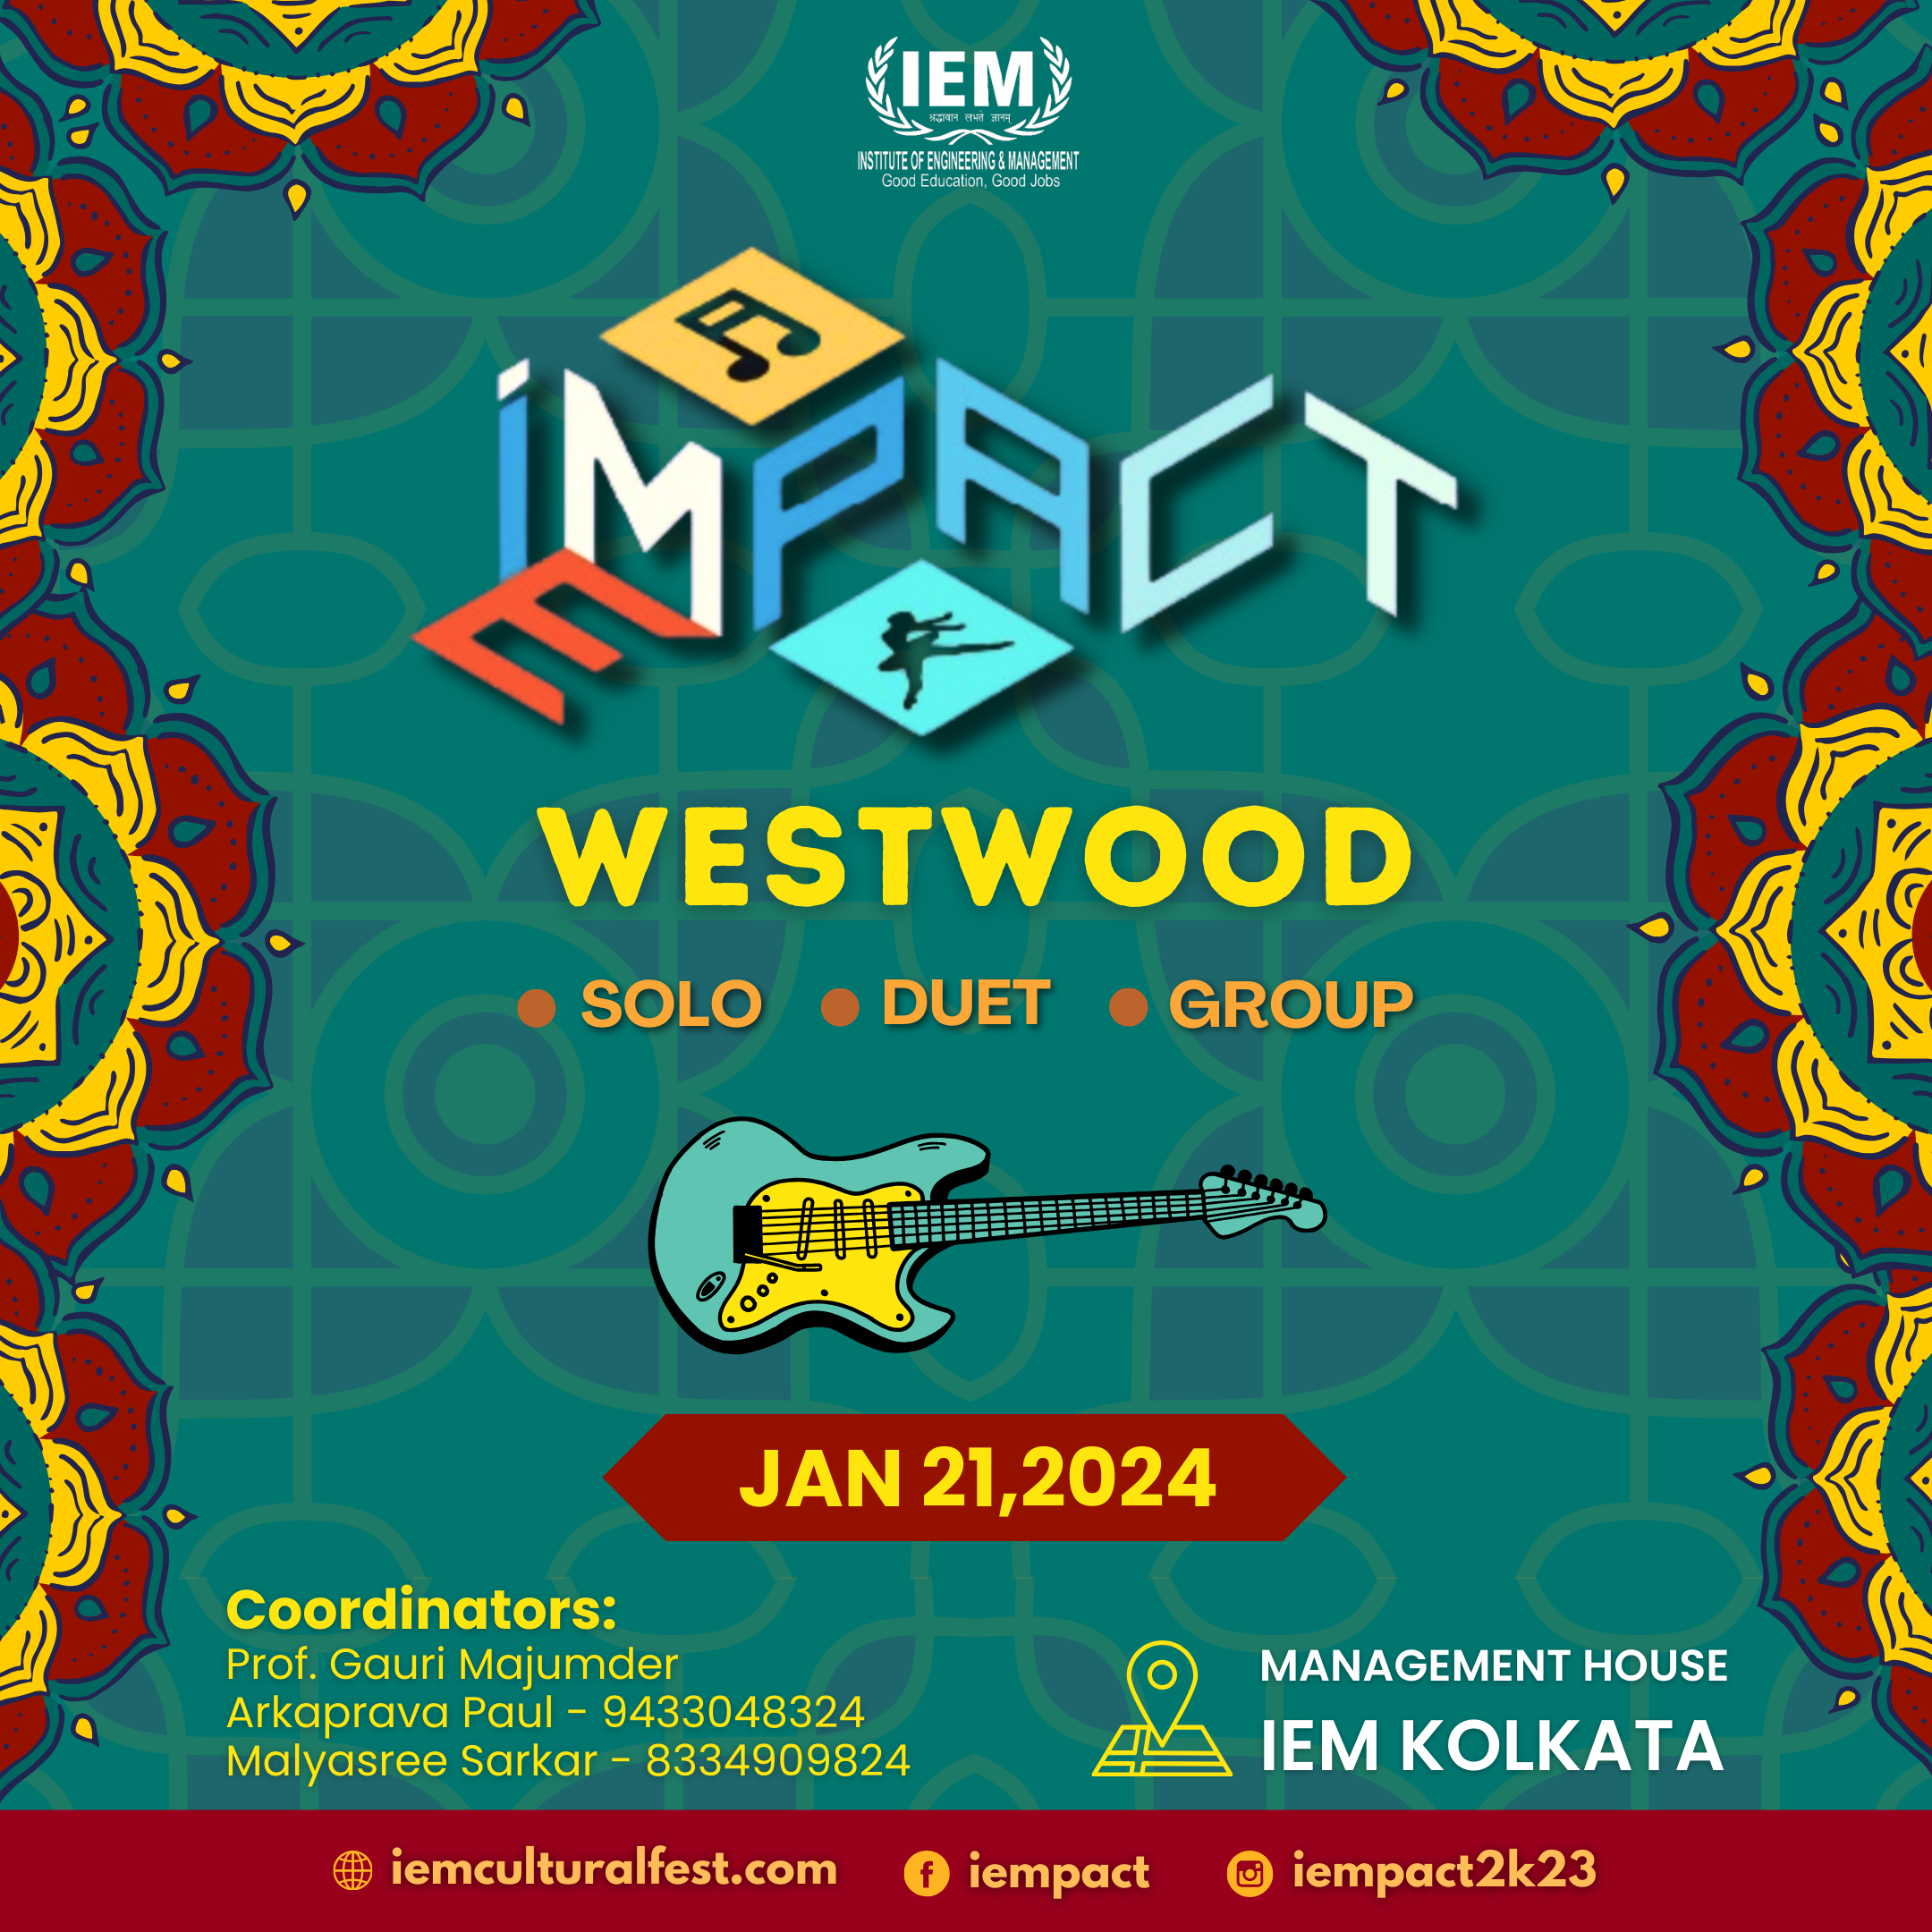 IEM
श्रद्धावान लभते ज्ञानम्
INSTITUTE OF ENGINEERING & MANAGEMENT
Good Education, Good Jobs
iEMPACT
WESTWOOD
SOLO DUET GROUP
JAN 21,2024
Coordinators:
Prof. Gauri Majumder
Arkaprava Paul - 9433048324
Malyasree Sarkar - 8334909824
MANAGEMENT HOUSE
IEM KOLKATA
iemculturalfest.com iempact iempact2k23